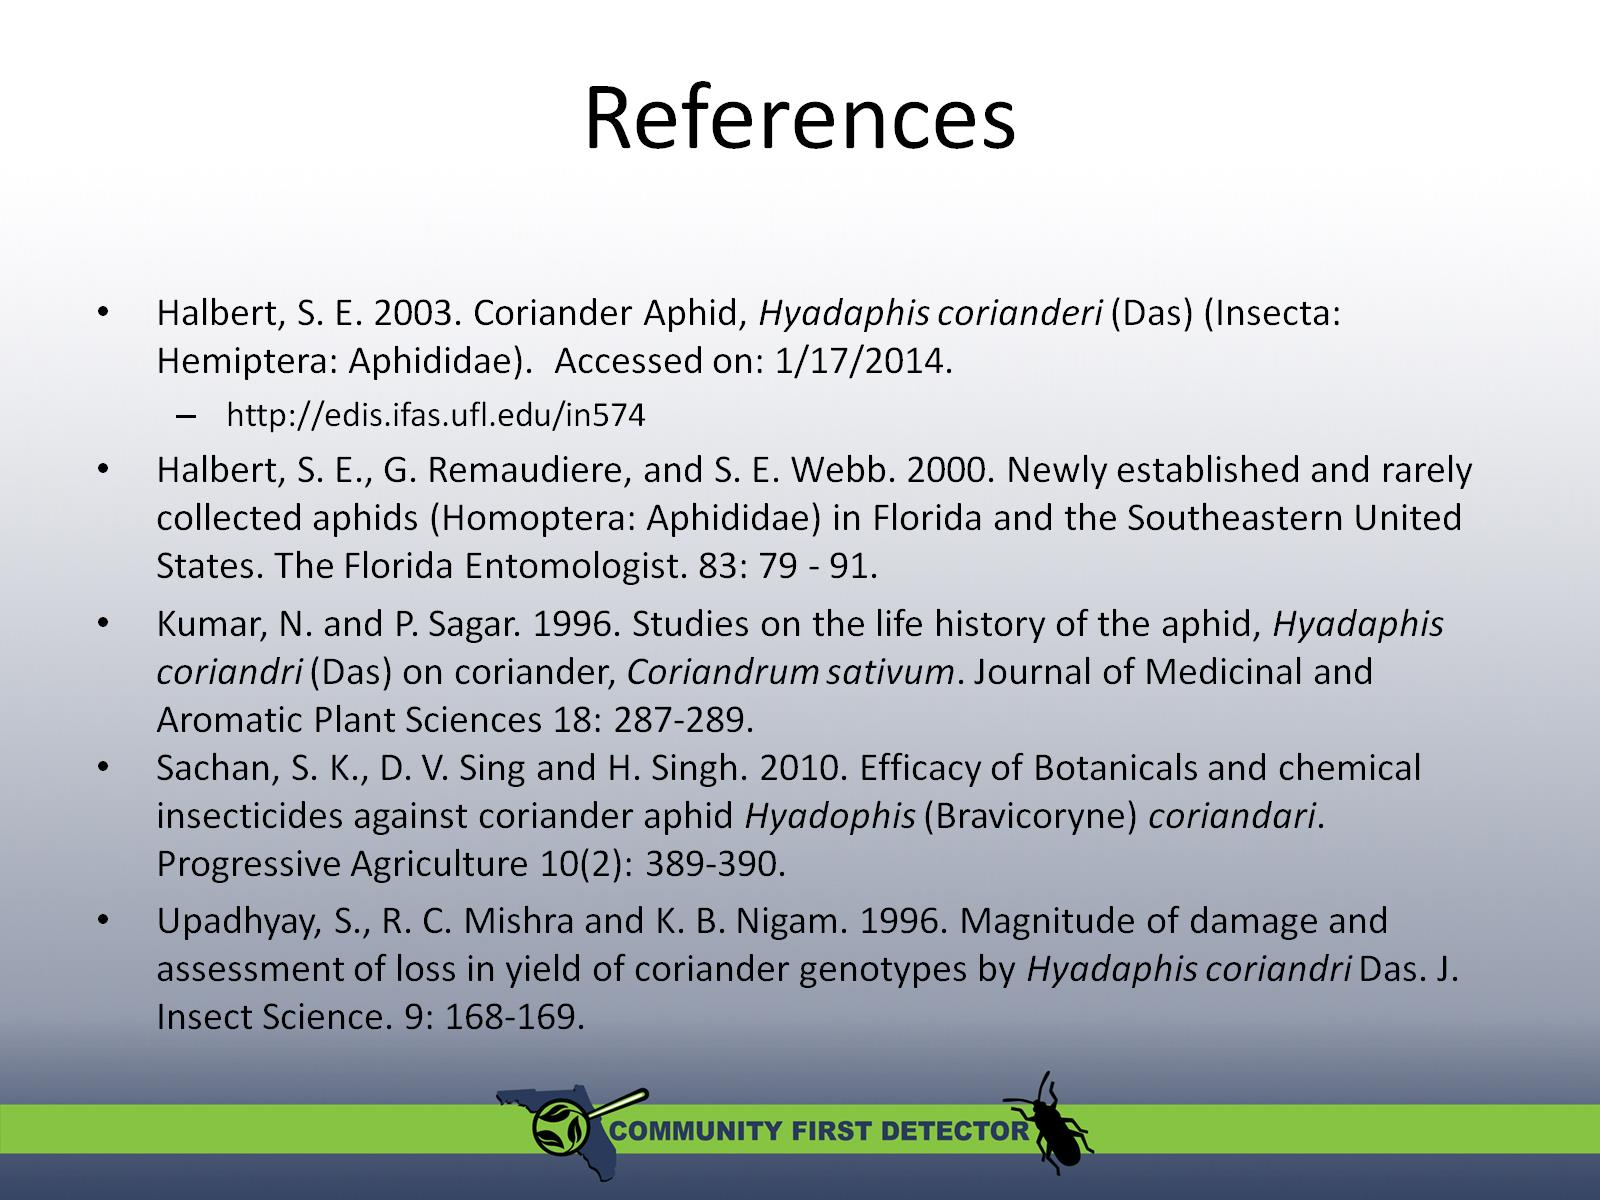 References
• Halbert, S. E. 2003. Coriander Aphid, Hyadaphis corianderi (Das) (Insecta:
Hemiptera: Aphididae).  Accessed on: 1/17/2014.
– http://edis.ifas.ufl.edu/in574
• Halbert, S. E., G. Remaudiere, and S. E. Webb. 2000. Newly established and rarely
collected aphids (Homoptera: Aphididae) in Florida and the Southeastern United
States. The Florida Entomologist. 83: 79 - 91.
• Kumar, N. and P. Sagar. 1996. Studies on the life history of the aphid, Hyadaphis
coriandri (Das) on coriander, Coriandrum sativum. Journal of Medicinal and
Aromatic Plant Sciences 18: 287-289.
• Sachan, S. K., D. V. Sing and H. Singh. 2010. Efficacy of Botanicals and chemical
insecticides against coriander aphid Hyadophis (Bravicoryne) coriandari.
Progressive Agriculture 10(2): 389-390.
• Upadhyay, S., R. C. Mishra and K. B. Nigam. 1996. Magnitude of damage and
assessment of loss in yield of coriander genotypes by Hyadaphis coriandri Das. J.
Insect Science. 9: 168-169.
COMMUNITY FIRST DETECTOR